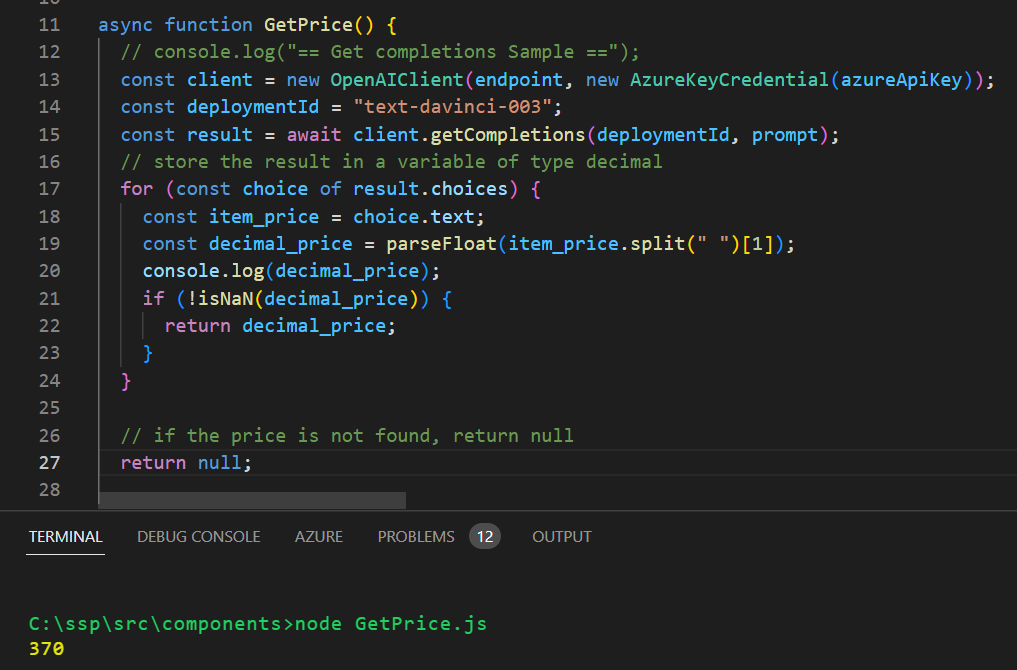 11 async function GetPrice() {
12 // console.log("== Get completions Sample ==");
13 const client = new OpenAIClient(endpoint, new AzureKeyCredential(azureApiKey));
14 const deploymentId = "text-davinci-003";
15 const result = await client.getCompletions(deploymentId, prompt);
16 // store the result in a variable of type decimal
17 for (const choice of result.choices) {
18 const item_price = choice.text;
19 const decimal_price = parseFloat(item_price.split(" ")[1]);
20 console.log(decimal_price);
21 if (!isNaN(decimal_price)) {
22 return decimal_price;
23 }
24 }
25
26 // if the price is not found, return null
27 return null;
28
TERMINAL DEBUG CONSOLE AZURE PROBLEMS 12 OUTPUT
C:\ssp\src\components>node GetPrice.js
370